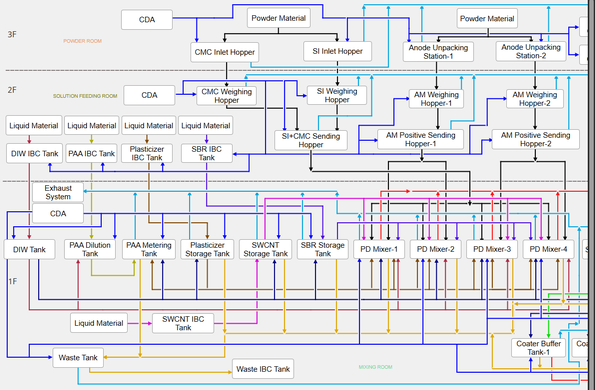 CDA
Powder Material
Powder Material
3F
POWDER ROOM
CMC Inlet Hopper
SI Inlet Hopper
Anode Unpacking
Station-1
Anode Unpacking
Station-2
2F
SOLUTION FEEDING ROOM
CDA
CMC Weighing
Hopper
SI Weighing
Hopper
AM Weighing
Hopper-1
AM Weighing
Hopper-2
Liquid Material
Liquid Material
Liquid Material
Liquid Material
SI+CMC Sending
Hopper
AM Positive Sending
Hopper-1
AM Positive Sending
Hopper-2
DIW IBC Tank
PAA IBC Tank
Plasticizer
IBC Tank
SBR IBC
Tank
Exhaust
System
CDA
DIW Tank
PAA Dilution
Tank
PAA Metering
Tank
Plasticizer
Storage Tank
SWCNT
Storage Tank
SBR Storage
Tank
PD Mixer-1
PD Mixer-2
PD Mixer-3
PD Mixer-4
1F
Liquid Material
SWCNT IBC
Tank
Waste Tank
Waste IBC Tank
MIXING ROOM
Coater Buffer
Tank-1